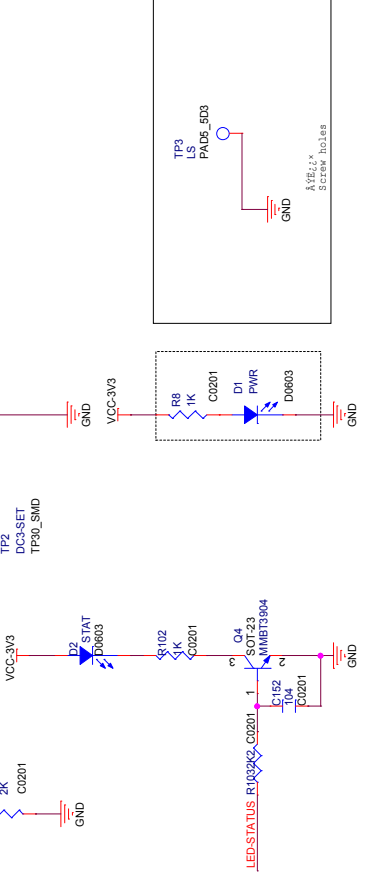 TP3
LS
PAD5_5D3
GND
ÂÝË¿¿×
Screw holes
GND
VCC-3V3
R8
1K
C0201
D1
PWR
D0603
GND
TP2
DC3-SET
TP30_SMD
VCC-3V3
D2
STAT
D0603
R102
1K
C0201
Q4
SOT-23
MMBT3904
3
2
1
C152
104
C0201
GND
LED-STATUS
R103
2K2
C0201
2K
C0201
GND